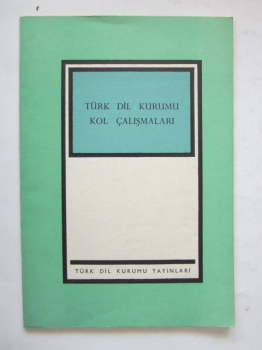 TÜRK DİL KURUMU
KOL ÇALIŞMALARI
TÜRK DİL KURUMU YAYINLARI